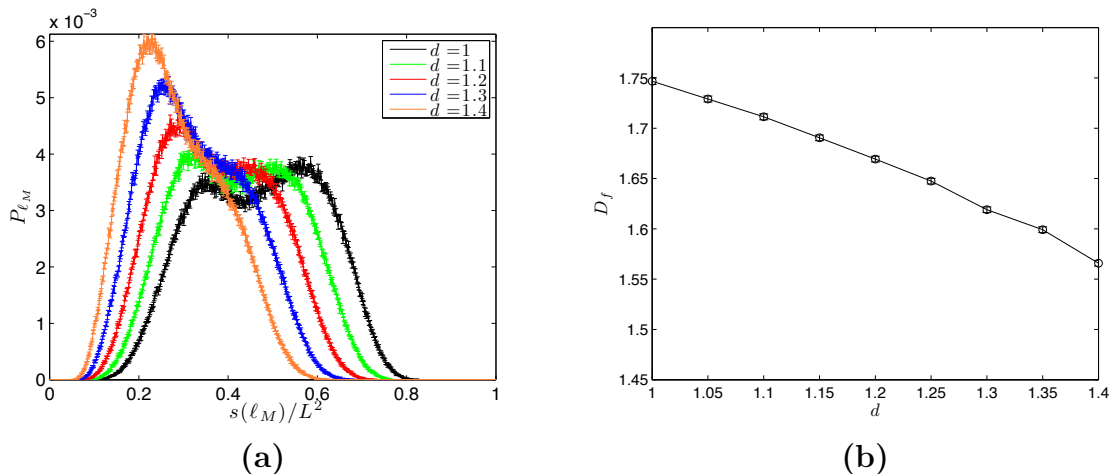 x 10⁻³
6
5
4
3
2
1
0
P_{ℓ_M}
d =1
d =1.1
d =1.2
d =1.3
d =1.4
0 0.2 0.4 0.6 0.8 1
s(ℓ_M)/L²
(a)
1.75
1.7
1.65
1.6
1.55
1.5
1.45
D_f
1 1.05 1.1 1.15 1.2 1.25 1.3 1.35 1.4
d
(b)